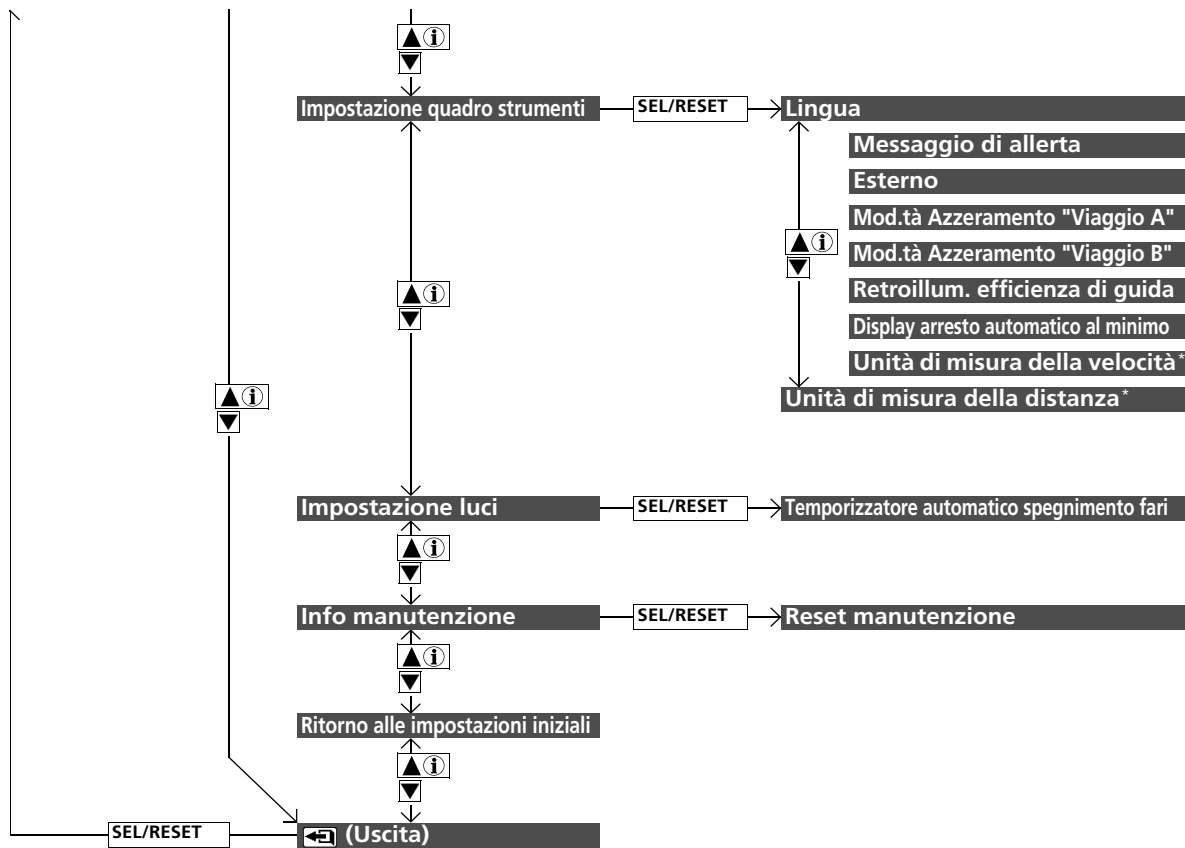 ▲ⓘ
▼
Impostazione quadro strumenti SEL/RESET Lingua
Messaggio di allerta
Esterno
Mod.tà Azzeramento "Viaggio A"
▲ⓘ
▼
Mod.tà Azzeramento "Viaggio B"
Retroillum. efficienza di guida
▲ⓘ
▼
Display arresto automatico al minimo
Unità di misura della velocità*
Unità di misura della distanza*
▲ⓘ
▼
Impostazione luci SEL/RESET Temporizzatore automatico spegnimento fari
▲ⓘ
▼
Info manutenzione SEL/RESET Reset manutenzione
▲ⓘ
▼
Ritorno alle impostazioni iniziali
▲ⓘ
▼
SEL/RESET (Uscita)